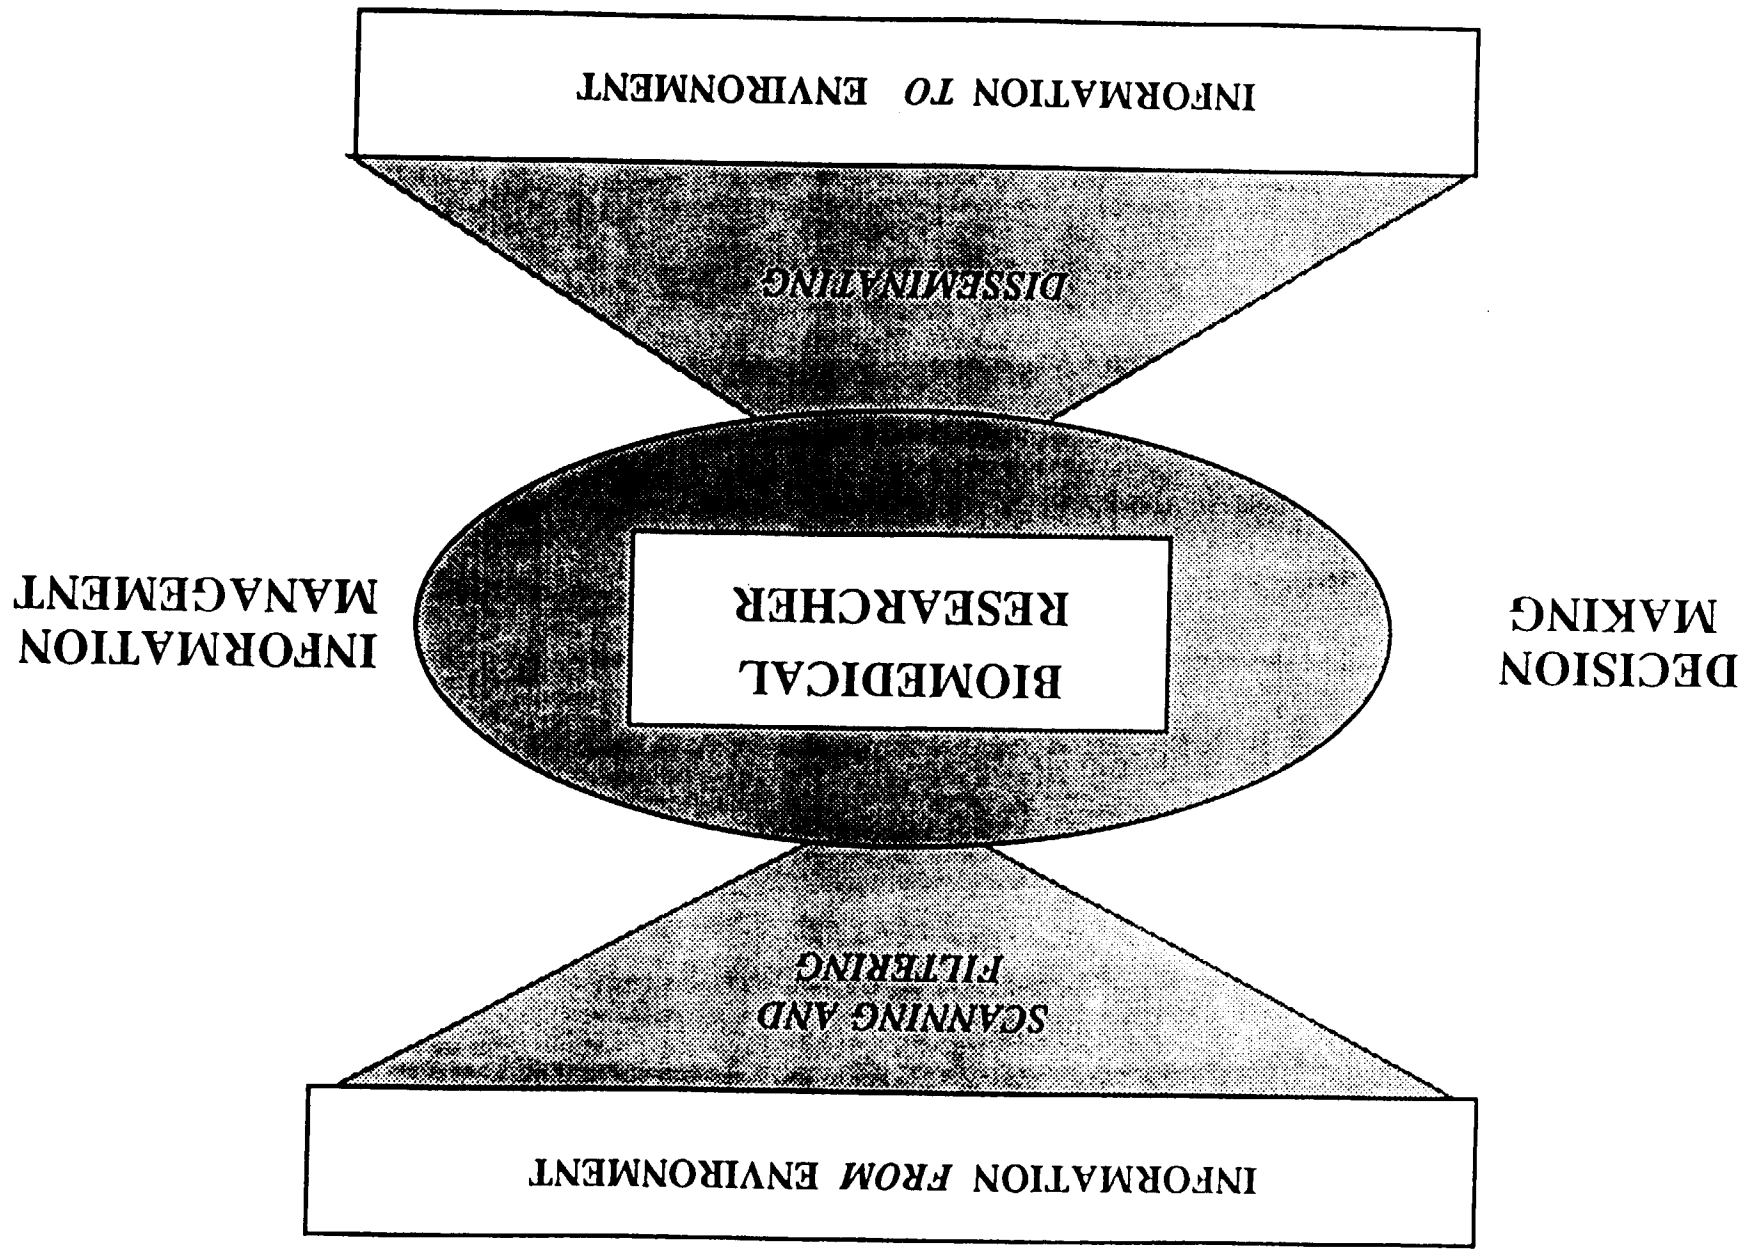 INFORMATION FROM ENVIRONMENT
SCANNING AND
FILTERING
DECISION
MAKING
BIOMEDICAL
RESEARCHER
INFORMATION
MANAGEMENT
DISSEMINATING
INFORMATION TO ENVIRONMENT